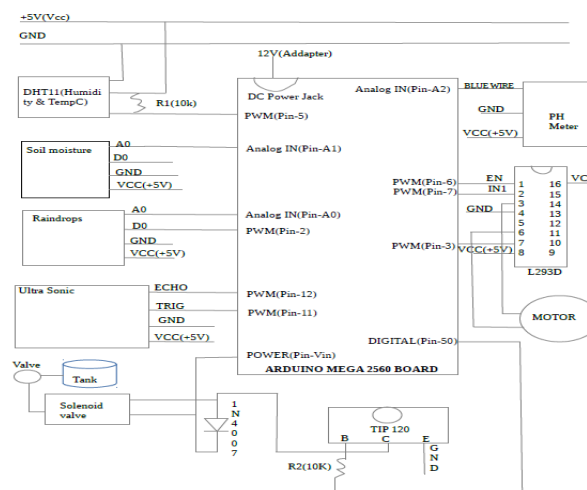 +5V(Vcc)
GND
12V(Addapter)
DHT11(Humidi
ty & TempC)
R1(10k)
DC Power Jack
PWM(Pin-5)
Analog IN(Pin-A2)
BLUE WIRE
GND
VCC(+5V)
PH
Meter
Soil moisture
A0
D0
GND
VCC(+5V)
Analog IN(Pin-A1)
Raindrops
A0
D0
GND
VCC(+5V)
Analog IN(Pin-A0)
PWM(Pin-2)
PWM(Pin-6)
PWM(Pin-7)
PWM(Pin-3)
EN
IN1
GND
VCC(+5V)
1 16
2 15
3 14
4 13
5 12
6 11
7 10
8 9
VC
L293D
MOTOR
Ultra Sonic
ECHO
TRIG
GND
VCC(+5V)
PWM(Pin-12)
PWM(Pin-11)
DIGITAL(Pin-50)
POWER(Pin-Vin)
ARDUINO MEGA 2560 BOARD
Valve
Tank
Solenoid
valve
1
N
4
0
0
7
TIP 120
B C E
G
N
D
R2(10K)